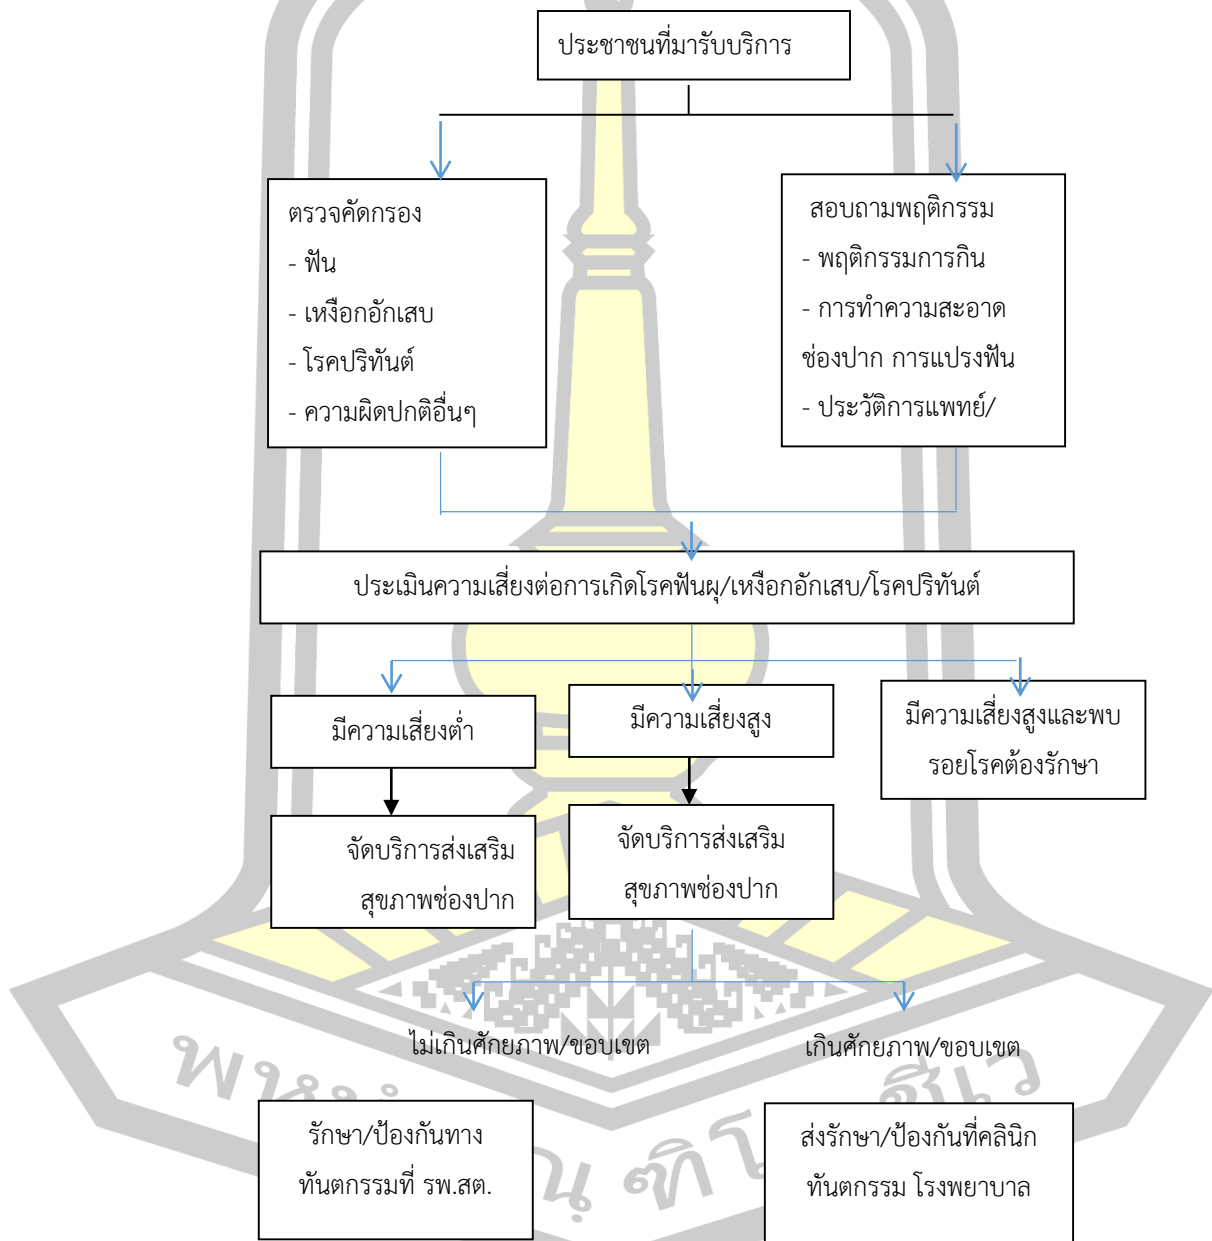 ประชาชนที่มารับบริการ
ตรวจคัดกรอง
- ฟัน
- เหงือกอักเสบ
- โรคปริทันต์
- ความผิดปกติอื่นๆ
สอบถามพฤติกรรม
- พฤติกรรมการกิน
- การทำความสะอาด
ช่องปาก การแปรงฟัน
- ประวัติการแพทย์/
ประเมินความเสี่ยงต่อการเกิดโรคฟันผุ/เหงือกอักเสบ/โรคปริทันต์
มีความเสี่ยงต่ำ
มีความเสี่ยงสูง
มีความเสี่ยงสูงและพบ
รอยโรคต้องรักษา
จัดบริการส่งเสริม
สุขภาพช่องปาก
จัดบริการส่งเสริม
สุขภาพช่องปาก
ไม่เกินศักยภาพ/ขอบเขต
เกินศักยภาพ/ขอบเขต
รักษา/ป้องกันทาง
ทันตกรรมที่ รพ.สต.
ส่งรักษา/ป้องกันที่คลินิก
ทันตกรรม โรงพยาบาล
ชีเว